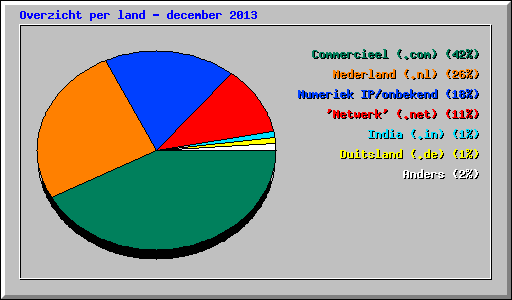 Overzicht per land - december 2013
Commercieel (.com) (42%)
Nederland (.nl) (26%)
Numeriek IP/onbekend (18%)
'Netwerk' (.net) (11%)
India (.in) (1%)
Duitsland (.de) (1%)
Anders (2%)